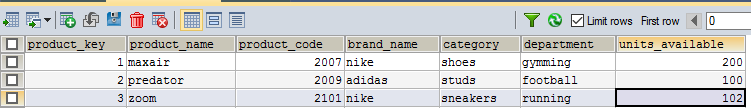 Limit rows First row 0
product_key product_name product_code brand_name category department units_available
1 maxair 2007 nike shoes gymming 200
2 predator 2009 adidas studs football 100
3 zoom 2101 nike sneakers running 102